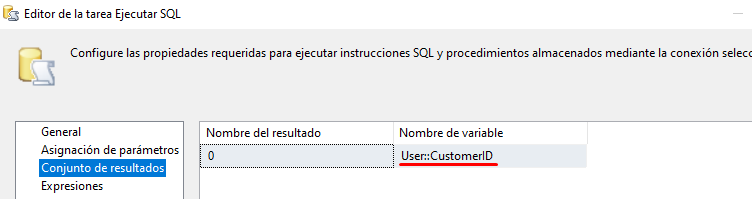 Editor de la tarea Ejecutar SQL
Configure las propiedades requeridas para ejecutar instrucciones SQL y procedimientos almacenados mediante la conexión selec
General
Asignación de parámetros
Conjunto de resultados
Expresiones
Nombre del resultado Nombre de variable
0 User::CustomerID